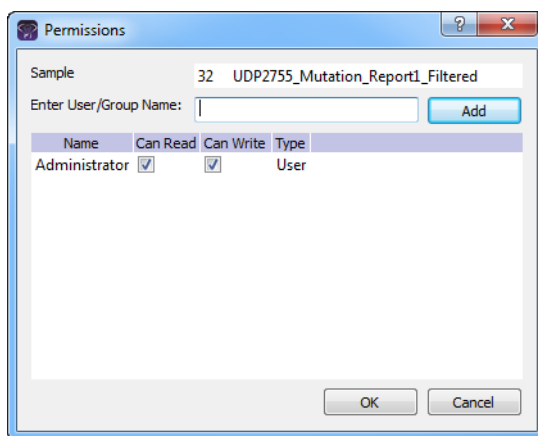 Permissions
Sample 32 UDP2755_Mutation_Report1_Filtered
Enter User/Group Name: Add
Name Can Read Can Write Type
Administrator User
OK Cancel